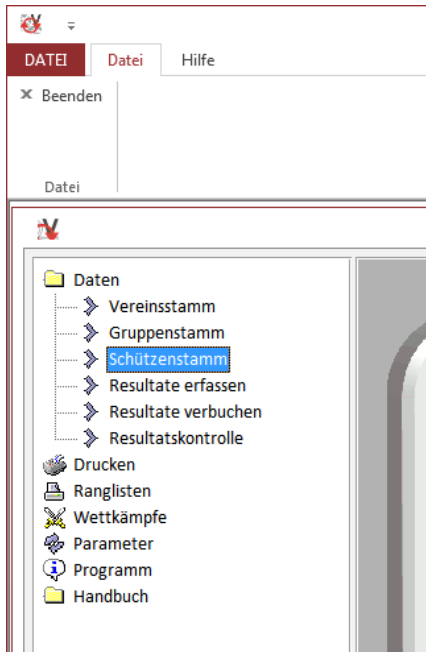 DATEI Datei Hilfe
Beenden
Datei
Daten
Vereinsstamm
Gruppenstamm
Schützenstamm
Resultate erfassen
Resultate verbuchen
Resultatskontrolle
Drucken
Ranglisten
Wettkämpfe
Parameter
Programm
Handbuch